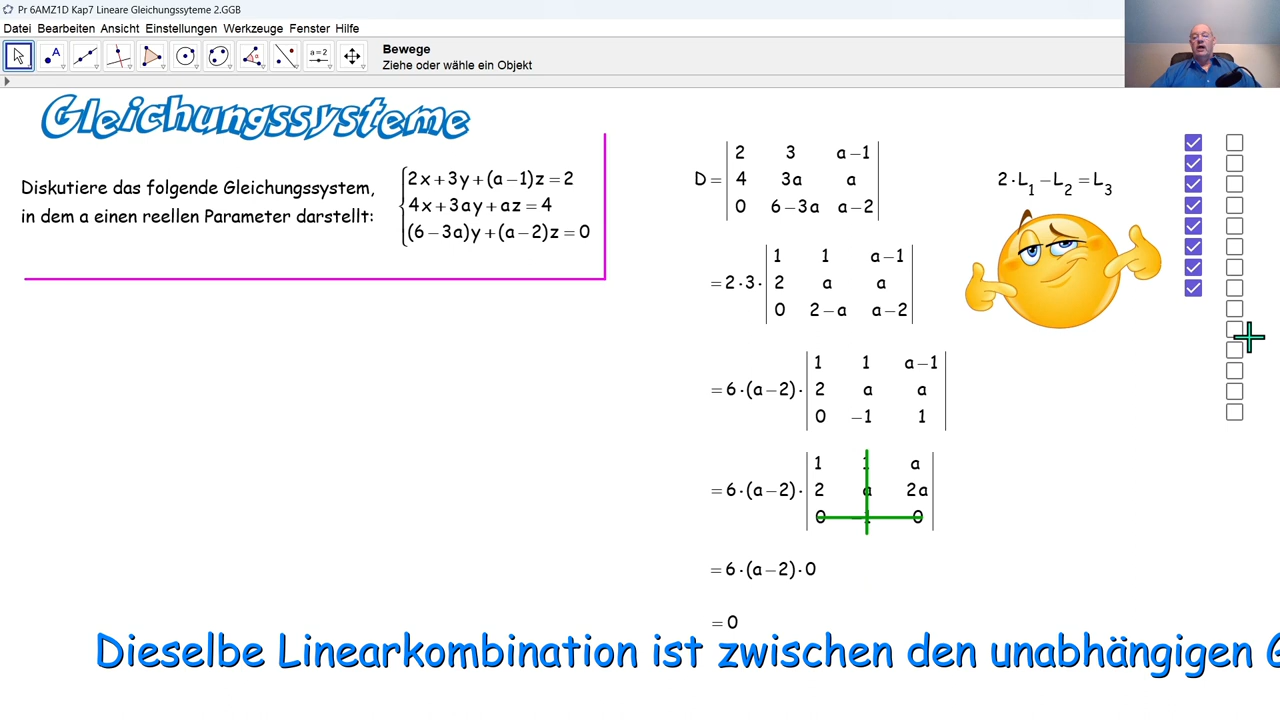 Pr 6AMZ1D Kap7 Lineare Gleichungssyteme 2.GGB
Datei Bearbeiten Ansicht Einstellungen Werkzeuge Fenster Hilfe
A
a=2
Bewege
Ziehe oder wähle ein Objekt
Gleichungssysteme
Diskutiere das folgende Gleichungssystem,
in dem a einen reellen Parameter darstellt:
2x+3y+(a−1)z=2
4x+3ay+az=4
(6−3a)y+(a−2)z=0
D= | 2 3 a−1 |
| 4 3a a |
| 0 6−3a a−2 |
| 1 1 a−1 |
=2·3· | 2 a a |
| 0 2−a a−2 |
| 1 1 a−1 |
=6·(a−2)· | 2 a a |
| 0 −1 1 |
| 1 1 a |
=6·(a−2)· | 2 a 2a |
| 0 −1 0 |
=6·(a−2)·0
=0
2·L₁−L₂=L₃
Dieselbe Linearkombination ist zwischen den unabhängigen G